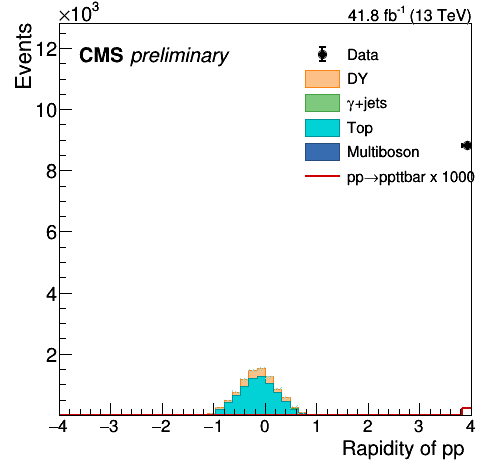 ×10³
41.8 fb⁻¹ (13 TeV)
Events
CMS preliminary
Data
DY
γ+jets
Top
Multiboson
pp→ppttbar x 1000
12
10
8
6
4
2
−4 −3 −2 −1 0 1 2 3 4
Rapidity of pp